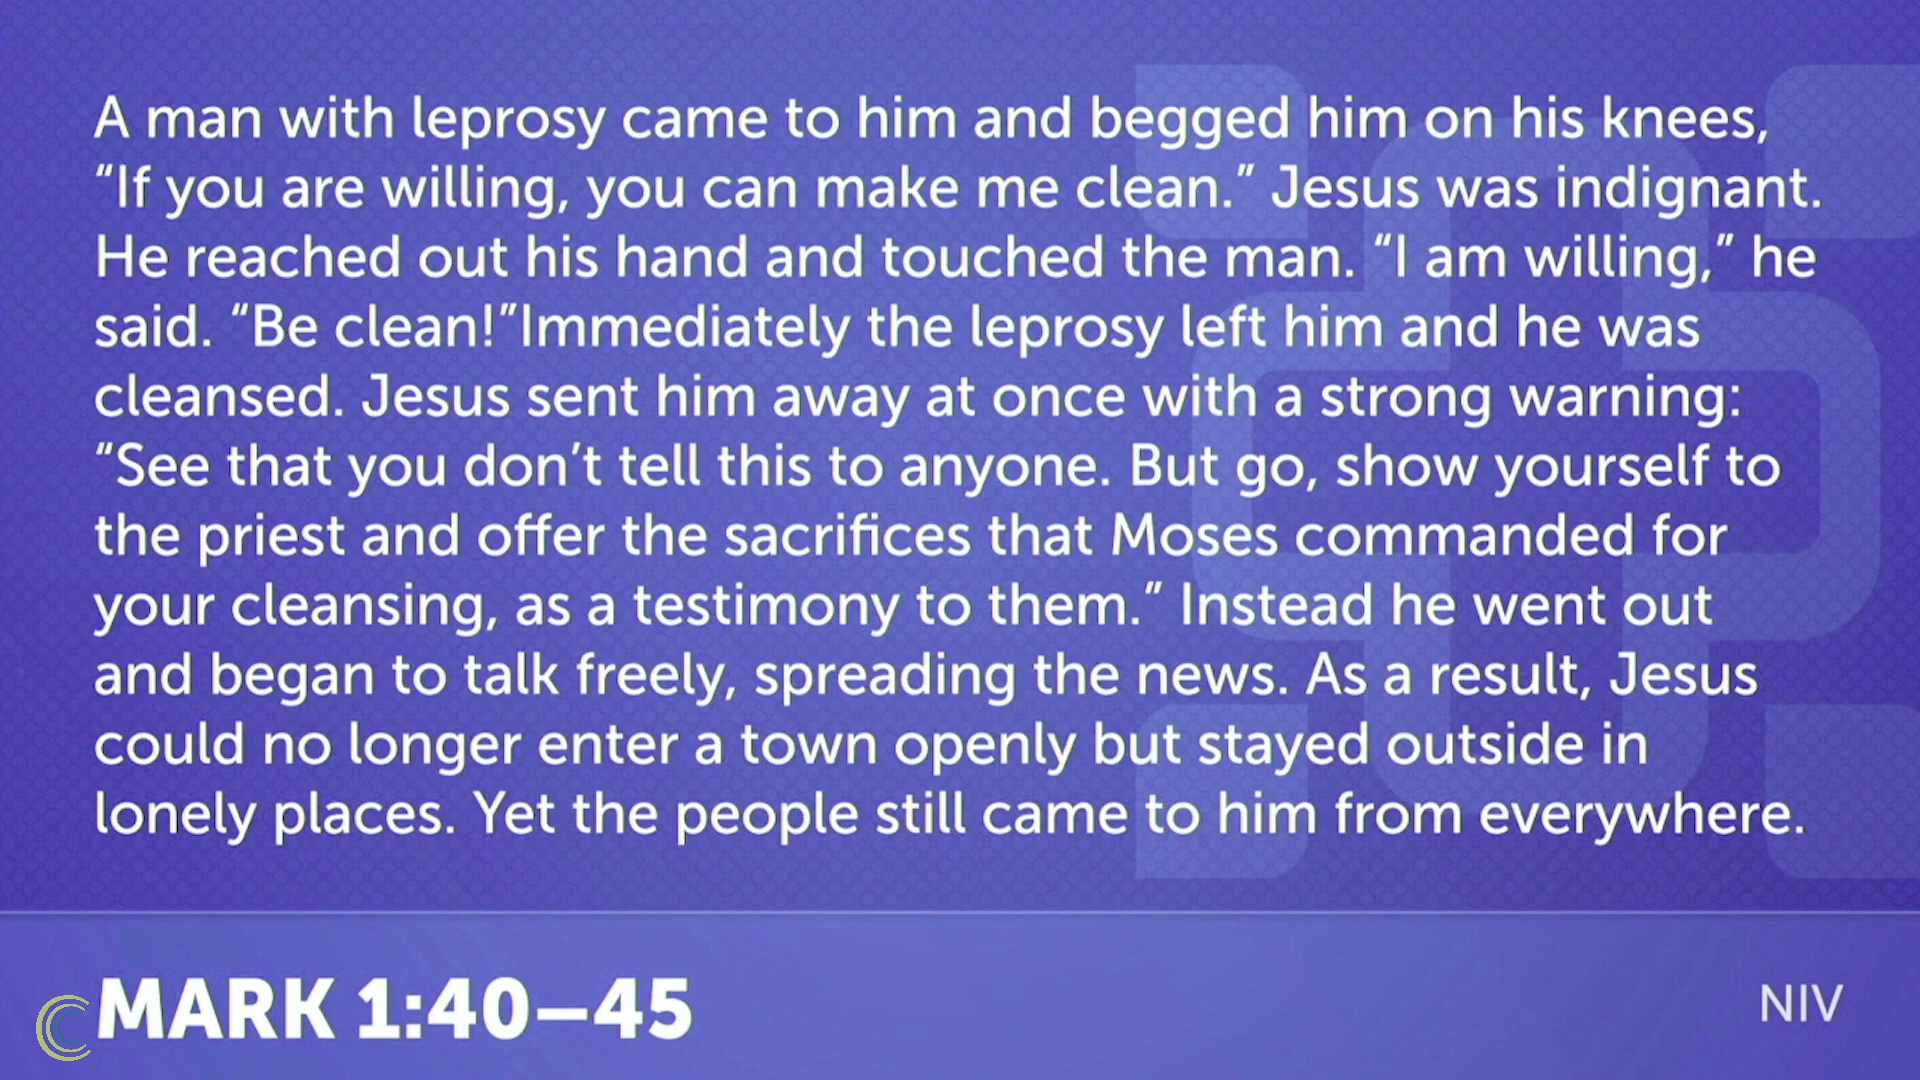 A man with leprosy came to him and begged him on his knees,
“If you are willing, you can make me clean.” Jesus was indignant.
He reached out his hand and touched the man. “I am willing,” he
said. “Be clean!”Immediately the leprosy left him and he was
cleansed. Jesus sent him away at once with a strong warning:
“See that you don’t tell this to anyone. But go, show yourself to
the priest and offer the sacrifices that Moses commanded for
your cleansing, as a testimony to them.” Instead he went out
and began to talk freely, spreading the news. As a result, Jesus
could no longer enter a town openly but stayed outside in
lonely places. Yet the people still came to him from everywhere.
MARK 1:40–45
NIV